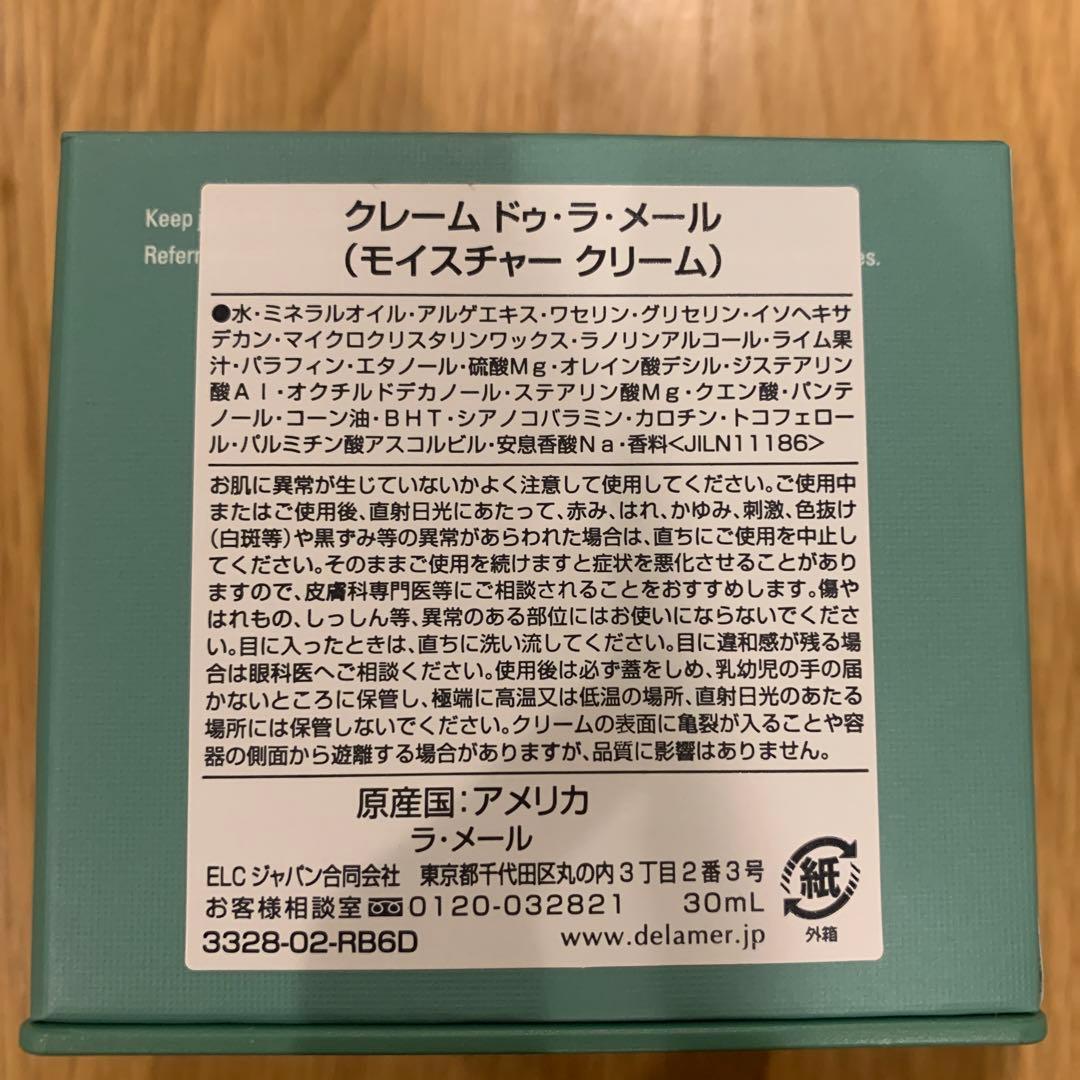 Keep
Refer
es.
クレーム ドゥ・ラ・メール
（モイスチャー クリーム）
●水・ミネラルオイル・アルゲエキス・ワセリン・グリセリン・イソヘキサ
デカン・マイクロクリスタリンワックス・ラノリンアルコール・ライム果
汁・パラフィン・エタノール・硫酸Mg・オレイン酸デシル・ジステアリン
酸Al・オクチルドデカノール・ステアリン酸Mg・クエン酸・パンテ
ノール・コーン油・BHT・シアノコバラミン・カロチン・トコフェロー
ル・パルミチン酸アスコルビル・安息香酸Na・香料<JILN11186>
お肌に異常が生じていないかよく注意して使用してください。ご使用中
またはご使用後、直射日光にあたって、赤み、はれ、かゆみ、刺激、色抜け
（白斑等）や黒ずみ等の異常があらわれた場合は、直ちにご使用を中止し
てください。そのままご使用を続けますと症状を悪化させることがあり
ますので、皮膚科専門医等にご相談されることをおすすめします。傷や
はれもの、しっしん等、異常のある部位にはお使いにならないでくださ
い。目に入ったときは、直ちに洗い流してください。目に違和感が残る場
合は眼科医へご相談ください。使用後は必ず蓋をしめ、乳幼児の手の届
かないところに保管し、極端に高温又は低温の場所、直射日光のあたる
場所には保管しないでください。クリームの表面に亀裂が入ることや容
器の側面から遊離する場合がありますが、品質に影響はありません。
原産国：アメリカ
ラ・メール
ELC ジャパン合同会社 東京都千代田区丸の内3丁目2番3号
お客様相談室 0120-032821 30mL
3328-02-RB6D www.delamer.jp
紙
外箱